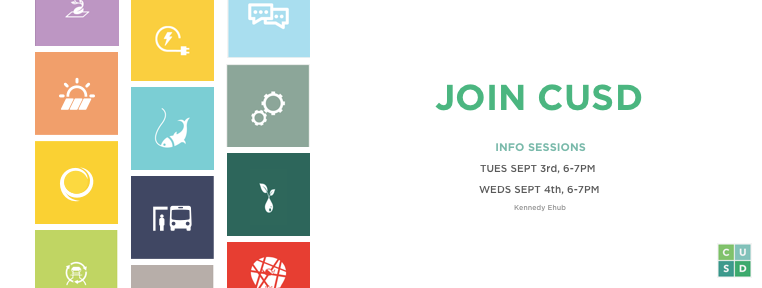 JOIN CUSD
INFO SESSIONS
TUES SEPT 3rd, 6-7PM
WEDS SEPT 4th, 6-7PM
Kennedy Ehub
C U
S D